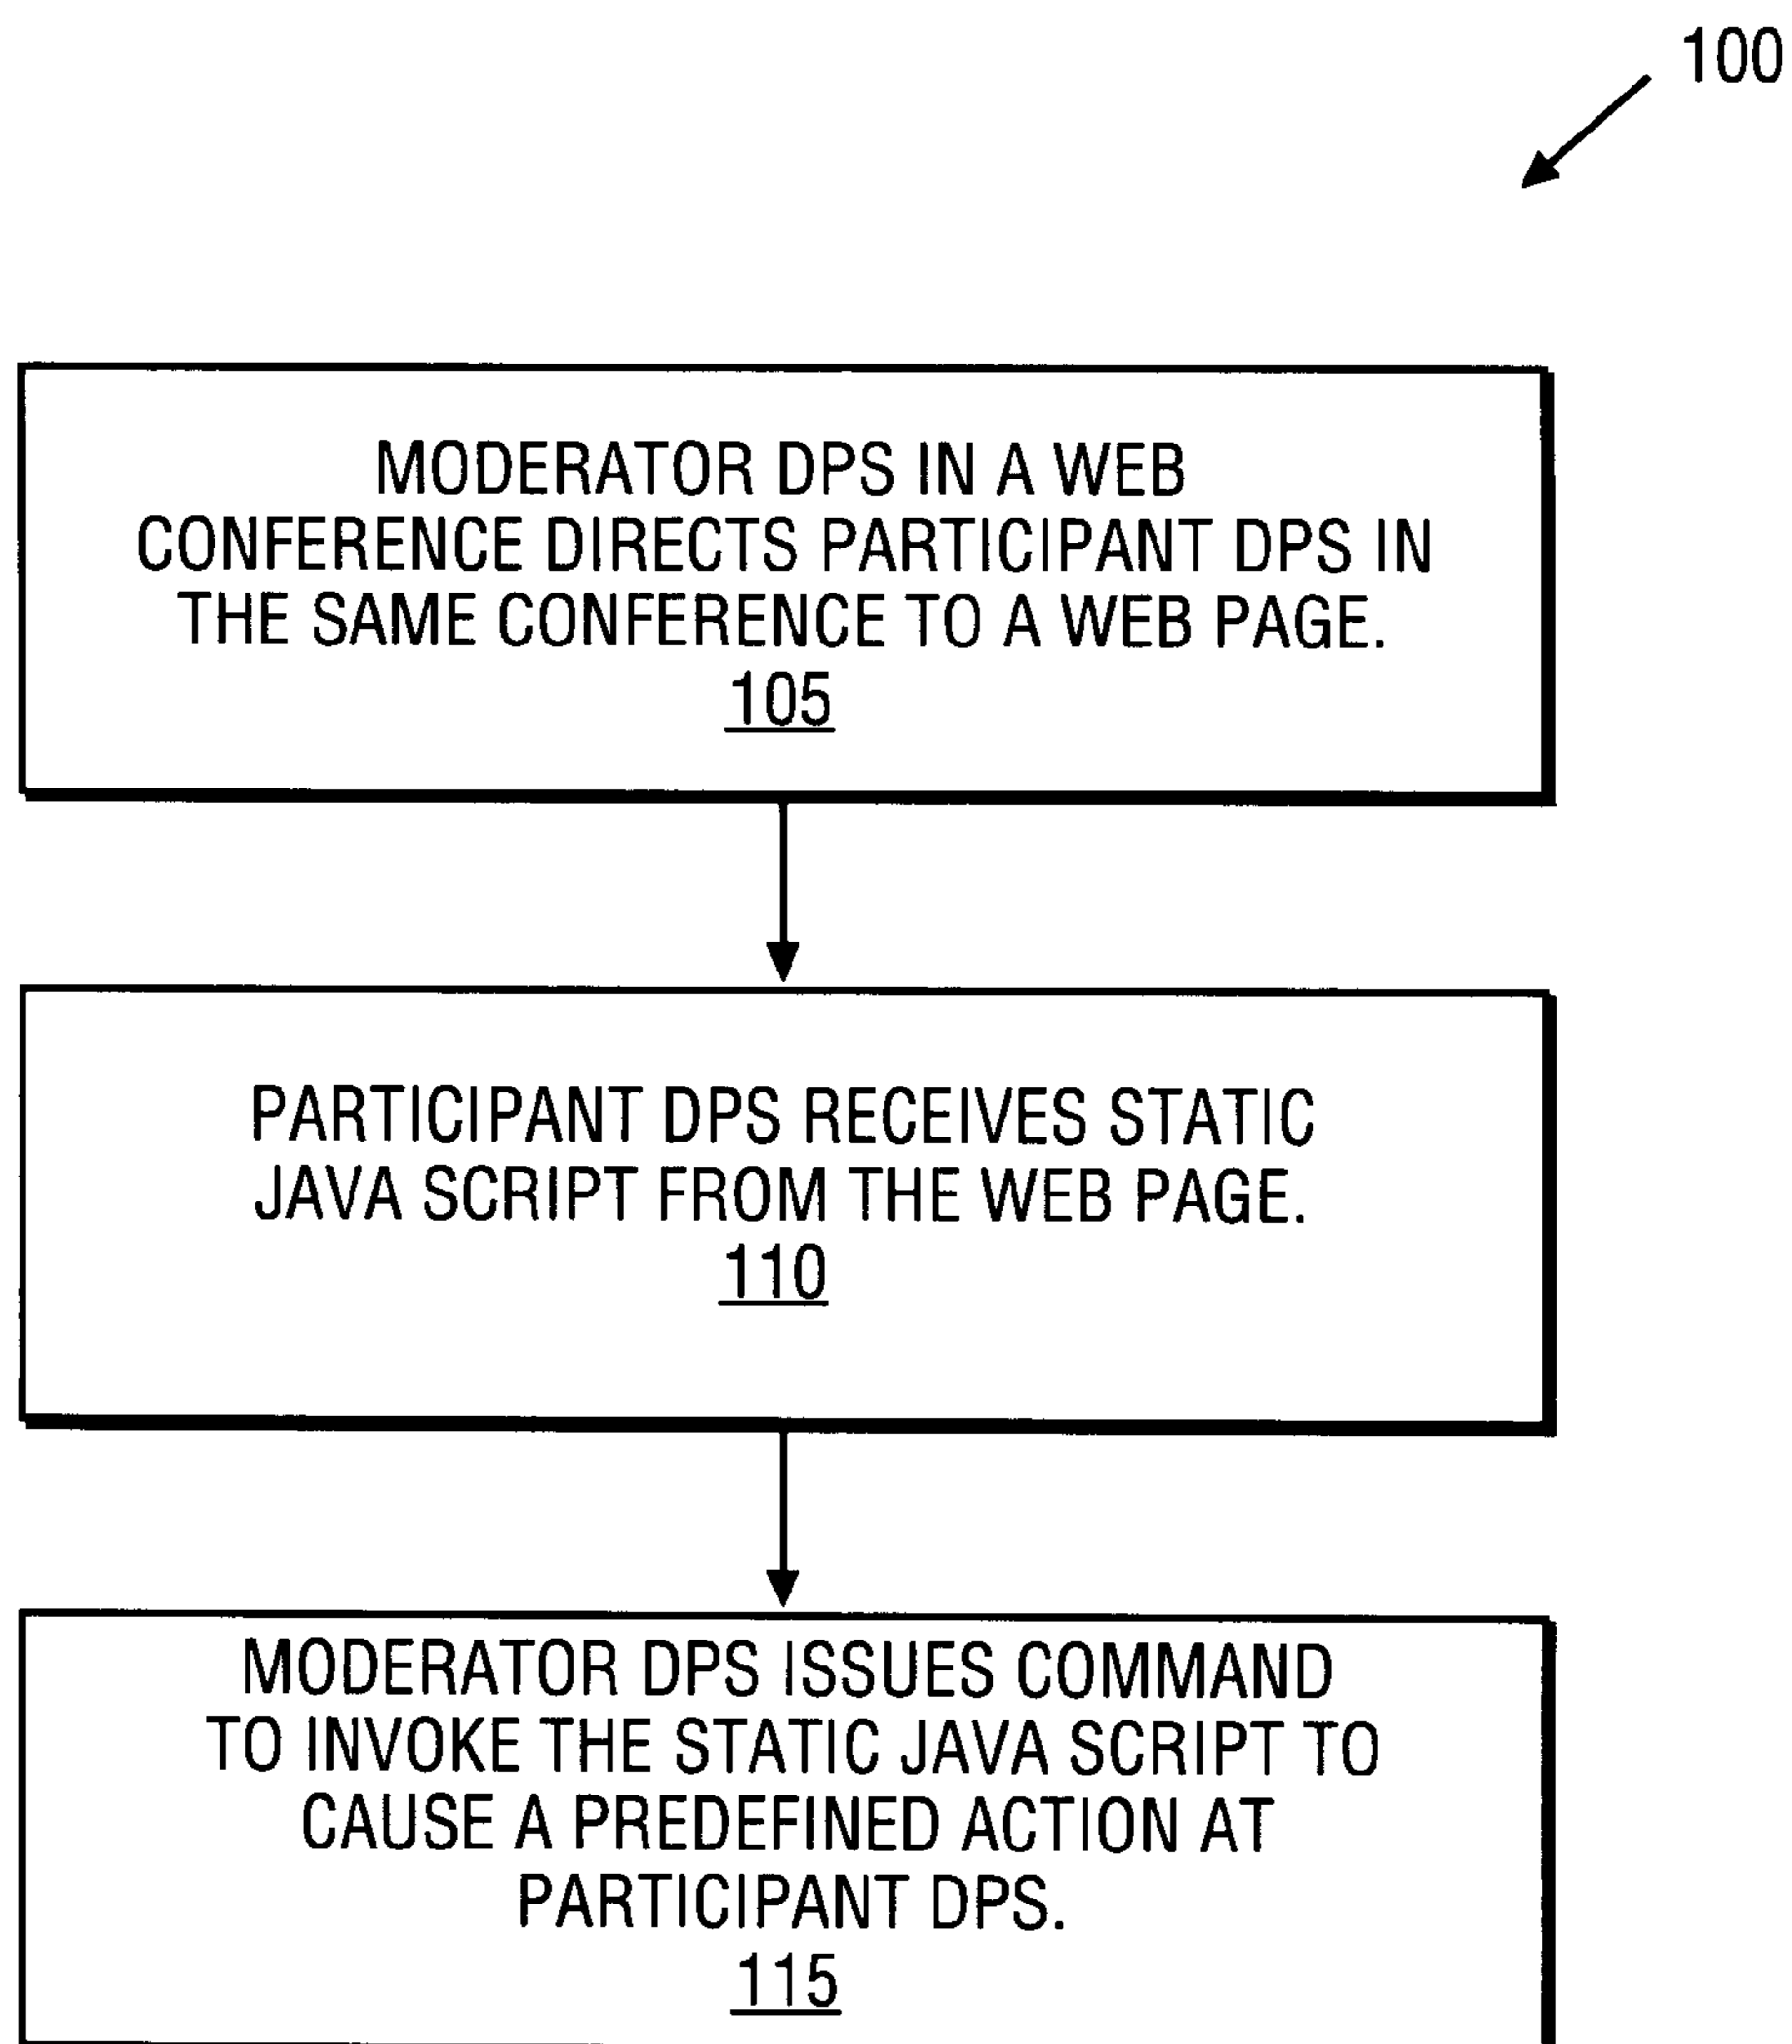 100
MODERATOR DPS IN A WEB
CONFERENCE DIRECTS PARTICIPANT DPS IN
THE SAME CONFERENCE TO A WEB PAGE.
105
PARTICIPANT DPS RECEIVES STATIC
JAVA SCRIPT FROM THE WEB PAGE.
110
MODERATOR DPS ISSUES COMMAND
TO INVOKE THE STATIC JAVA SCRIPT TO
CAUSE A PREDEFINED ACTION AT
PARTICIPANT DPS.
115